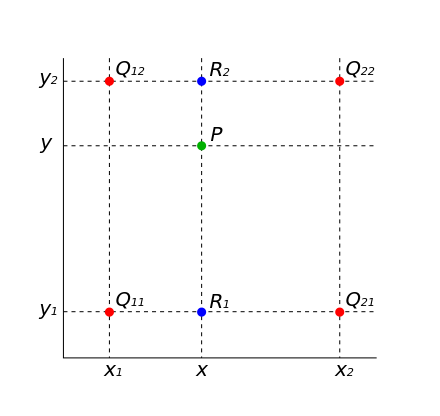 y₂ Q₁₂ R₂ Q₂₂
y P
y₁ Q₁₁ R₁ Q₂₁
x₁ x x₂